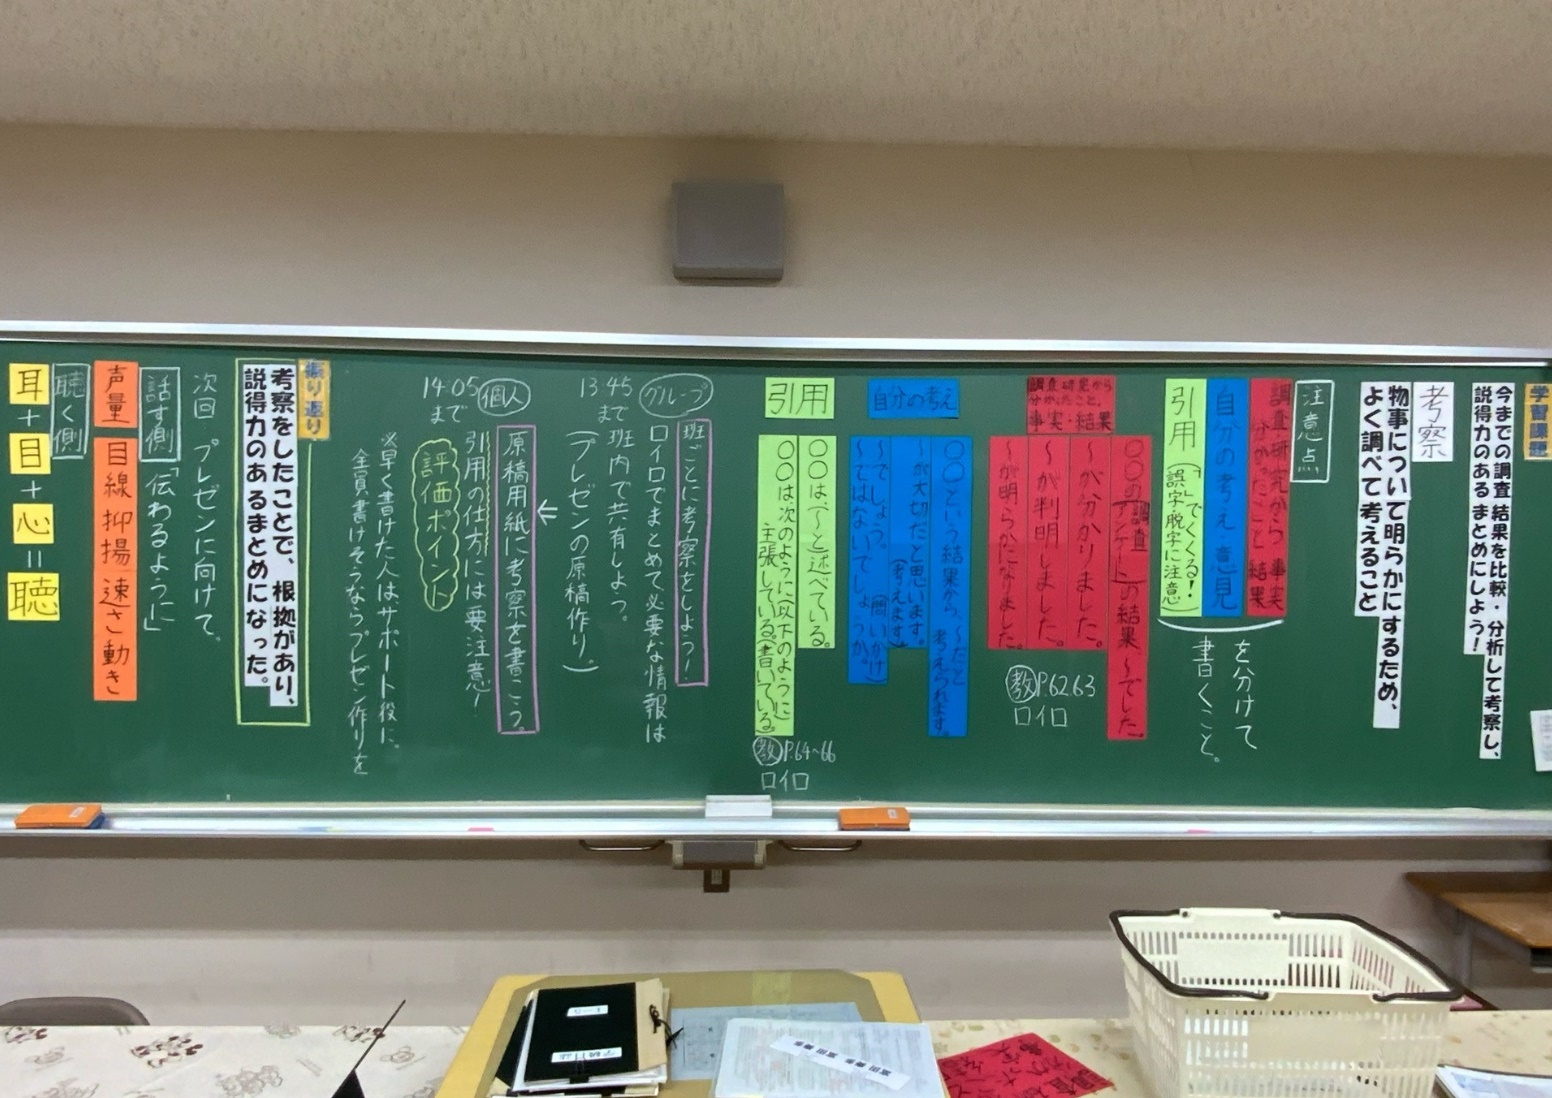 学習課題
今までの調査結果を比較・分析して考察し、
説得力のあるまとめにしよう!
考察
物事について明らかにするため、
よく調べて考えること
注意点
調査研究から 事実
分かったこと 結果
自分の考え・意見
引用(「」でくくる!
誤字脱字に注意)
を分けて
書くこと。
調査研究から
分かったこと、
事実・結果
〇〇の「調査
アンケート」の結果〜でした。
〜が分かりました。
〜が判明しました。
〜が明らかになりました。
教P.62 63
ロイロ
自分の考え
〇〇という結果から、〜だと
考えられます。
〜が大切だと思います。
(考えます)
〜でしょう。
〜ではないでしょうか。(問いかけ)
引用
〇〇は、「〜」と述べている。
〇〇は次のように(以下のように)
主張している(書いている)。
教P.64〜66
ロイロ
グループ
班ごとに考察をしよう!
ロイロでまとめて必要な情報は
13 45
まで 班内で共有しよう。
(プレゼンの原稿作り。)
個人
原稿用紙に考察を書こう。
←
14:05
まで
引用の仕方には要注意!
評価ポイント
※早く書けた人はサポート役に。
全員書けそうならプレゼン作りを
振り返り
考察をしたことで、根拠があり、
説得力のあるまとめになった。
次回 プレゼンに向けて。
話す側「伝わるように」
声量 目線 抑揚 速さ 動き
聴く側
耳+目+心=聴
学級日誌